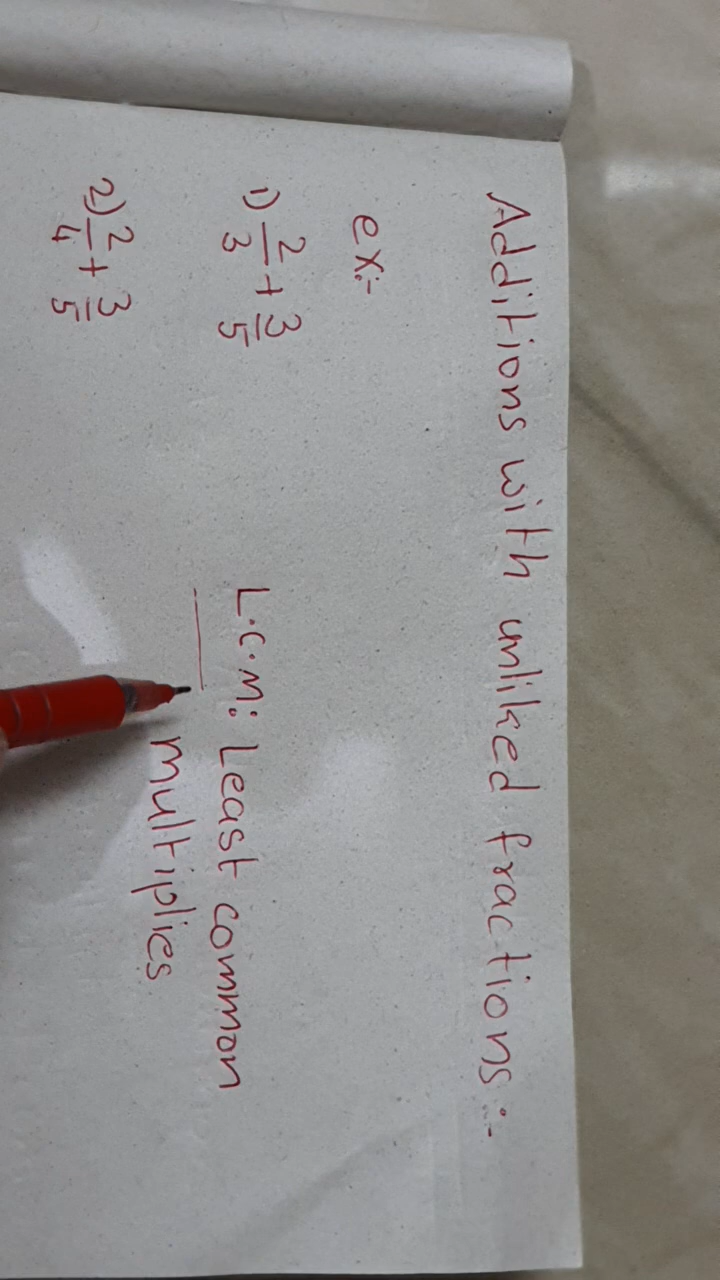 Additions with unliked fractions:-
ex:-
1) 2/3 + 3/5
L.C.M: Least common
multiplies
2) 2/4 + 3/5